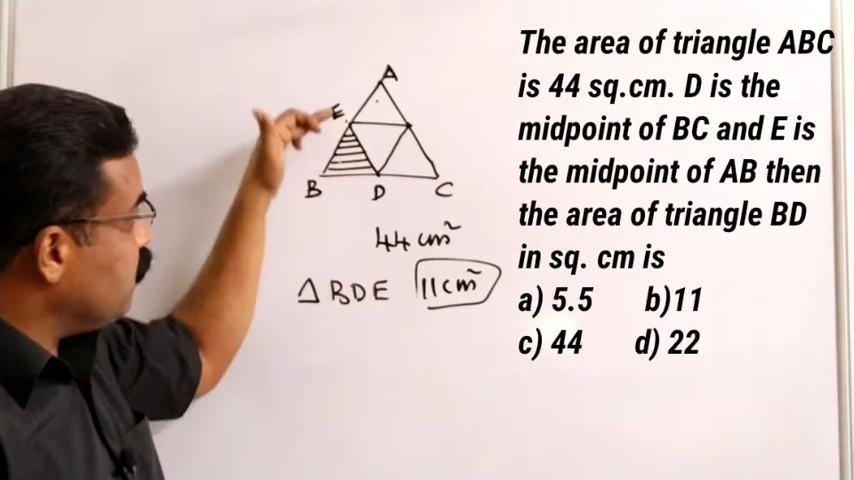 A
E
B D C
44 cm²
△ BDE 11cm²
The area of triangle ABC
is 44 sq.cm. D is the
midpoint of BC and E is
the midpoint of AB then
the area of triangle BD
in sq. cm is
a) 5.5 b)11
c) 44 d) 22